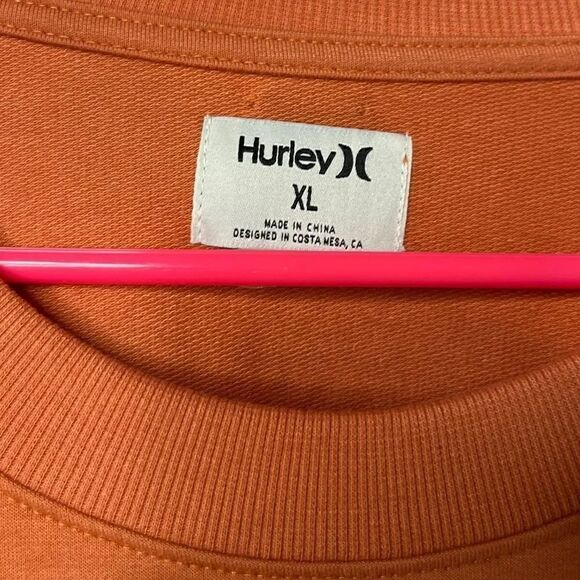 Hurley
XL
MADE IN CHINA
DESIGNED IN COSTA MESA, CA